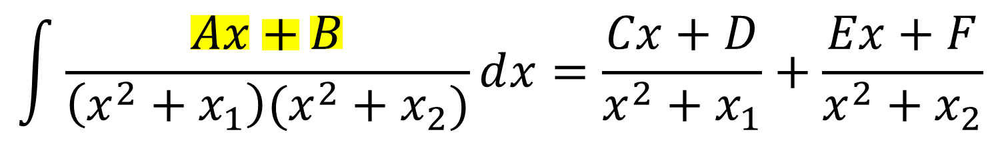 ∫ (Ax + B) / ((x² + x₁)(x² + x₂)) dx = (Cx + D) / (x² + x₁) + (Ex + F) / (x² + x₂)